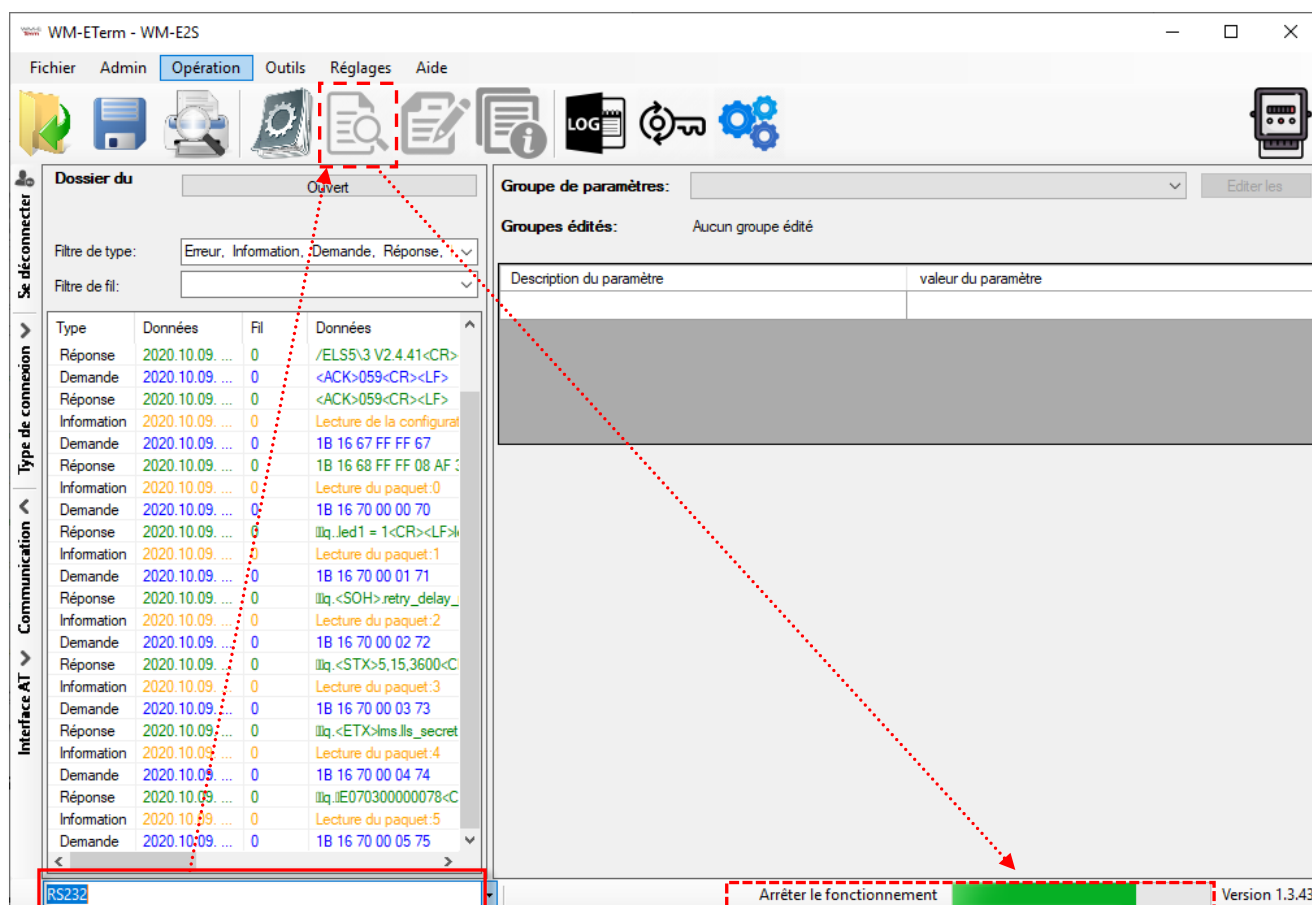 WM-ETerm - WM-E2S
Fichier Admin Opération Outils Réglages Aide
LOG
Se déconnecter
Type de connexion
Communication
Interface AT
Dossier du
Ouvert
Filtre de type: Erreur, Information, Demande, Réponse,
Filtre de fil:
Type Données Fil Données
Réponse 2020.10.09. ... 0 /ELS5\3 V2.4.41<CR>
Demande 2020.10.09. ... 0 <ACK>059<CR><LF>
Réponse 2020.10.09. ... 0 <ACK>059<CR><LF>
Information 2020.10.09. ... 0 Lecture de la configurat
Demande 2020.10.09. ... 0 1B 16 67 FF FF 67
Réponse 2020.10.09. ... 0 1B 16 68 FF FF 08 AF
Information 2020.10.09. ... 0 Lecture du paquet:0
Demande 2020.10.09. ... 0 1B 16 70 00 00 70
Réponse 2020.10.09. ... 0 q..led1 = 1<CR><LF>
Information 2020.10.09. ... 0 Lecture du paquet:1
Demande 2020.10.09. ... 0 1B 16 70 00 01 71
Réponse 2020.10.09. ... 0 q.<SOH>.retry_delay_
Information 2020.10.09. ... 0 Lecture du paquet:2
Demande 2020.10.09. ... 0 1B 16 70 00 02 72
Réponse 2020.10.09. ... 0 q.<STX>5,15,3600<C
Information 2020.10.09. ... 0 Lecture du paquet:3
Demande 2020.10.09. ... 0 1B 16 70 00 03 73
Réponse 2020.10.09. ... 0 q.<ETX>lms.lls_secret
Information 2020.10.09. ... 0 Lecture du paquet:4
Demande 2020.10.09. ... 0 1B 16 70 00 04 74
Réponse 2020.10.09. ... 0 E070300000078<C
Information 2020.10.09. ... 0 Lecture du paquet:5
Demande 2020.10.09. ... 0 1B 16 70 00 05 75
RS232
Groupe de paramètres:
Editer les
Groupes édités: Aucun groupe édité
Description du paramètre valeur du paramètre
Arrêter le fonctionnement
Version 1.3.43